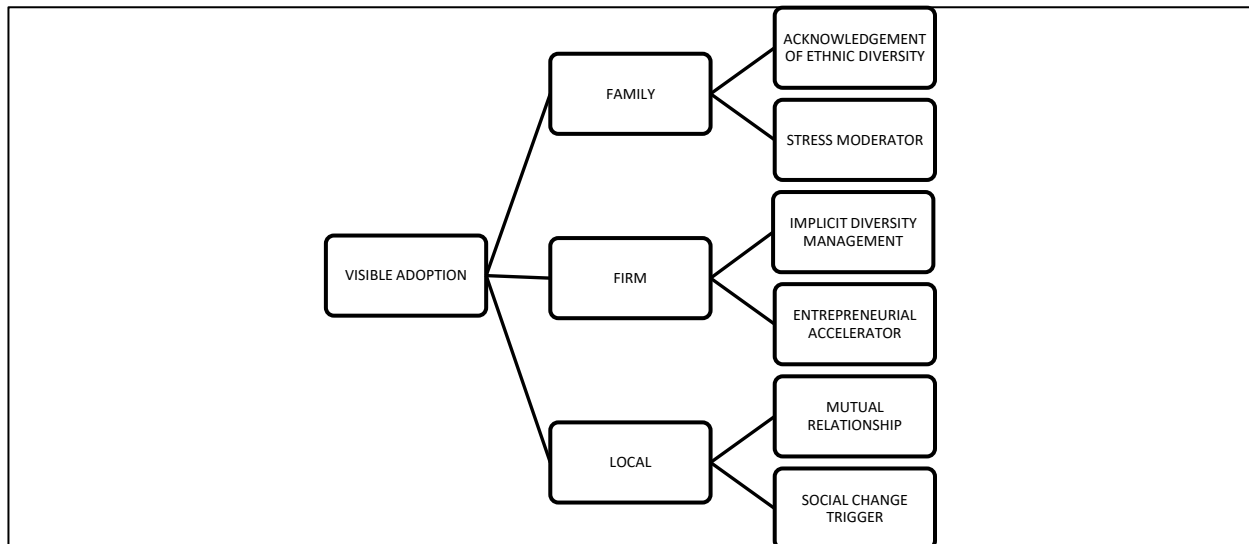 ACKNOWLEDGEMENT
OF ETHNIC DIVERSITY
FAMILY
STRESS MODERATOR
IMPLICIT DIVERSITY
MANAGEMENT
VISIBLE ADOPTION
FIRM
ENTREPRENEURIAL
ACCELERATOR
MUTUAL
RELATIONSHIP
LOCAL
SOCIAL CHANGE
TRIGGER